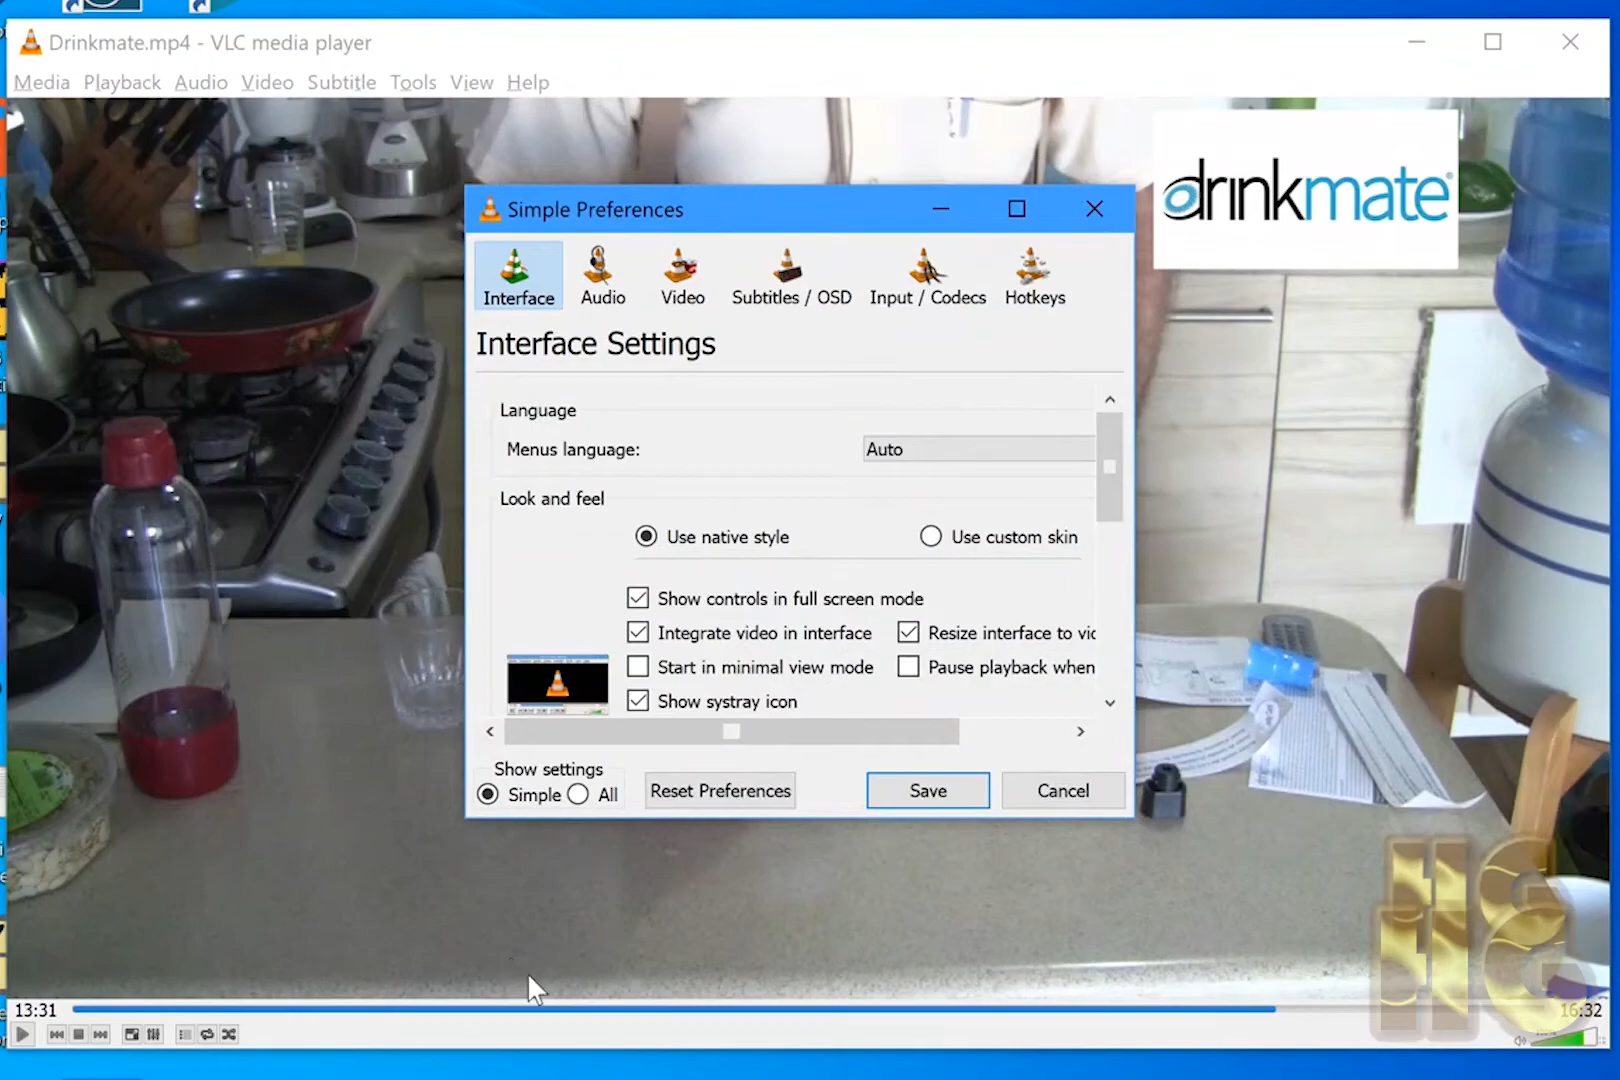 Drinkmate.mp4 - VLC media player
Media Playback Audio Video Subtitle Tools View Help
drinkmate
Simple Preferences
Interface Audio Video Subtitles / OSD Input / Codecs Hotkeys
Interface Settings
Language
Menus language: Auto
Look and feel
Use native style Use custom skin
Show controls in full screen mode
Integrate video in interface Resize interface to
Start in minimal view mode Pause playback when
Show systray icon
Show settings
Simple All Reset Preferences Save Cancel
13:31 16:32